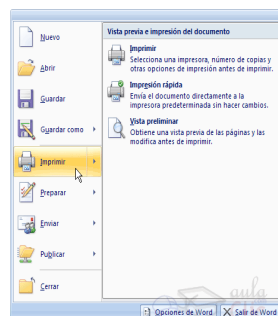 Nuevo
Abrir
Guardar
Guardar como
Imprimir
Preparar
Enviar
Publicar
Cerrar
Vista previa e impresión del documento
Imprimir
Selecciona una impresora, número de copias y
otras opciones de impresión antes de imprimir.
Impresión rápida
Envía el documento directamente a la
impresora predeterminada sin hacer cambios.
Vista preliminar
Obtiene una vista previa de las páginas y las
modifica antes de imprimir.
aula
Opciones de Word
Salir de Word